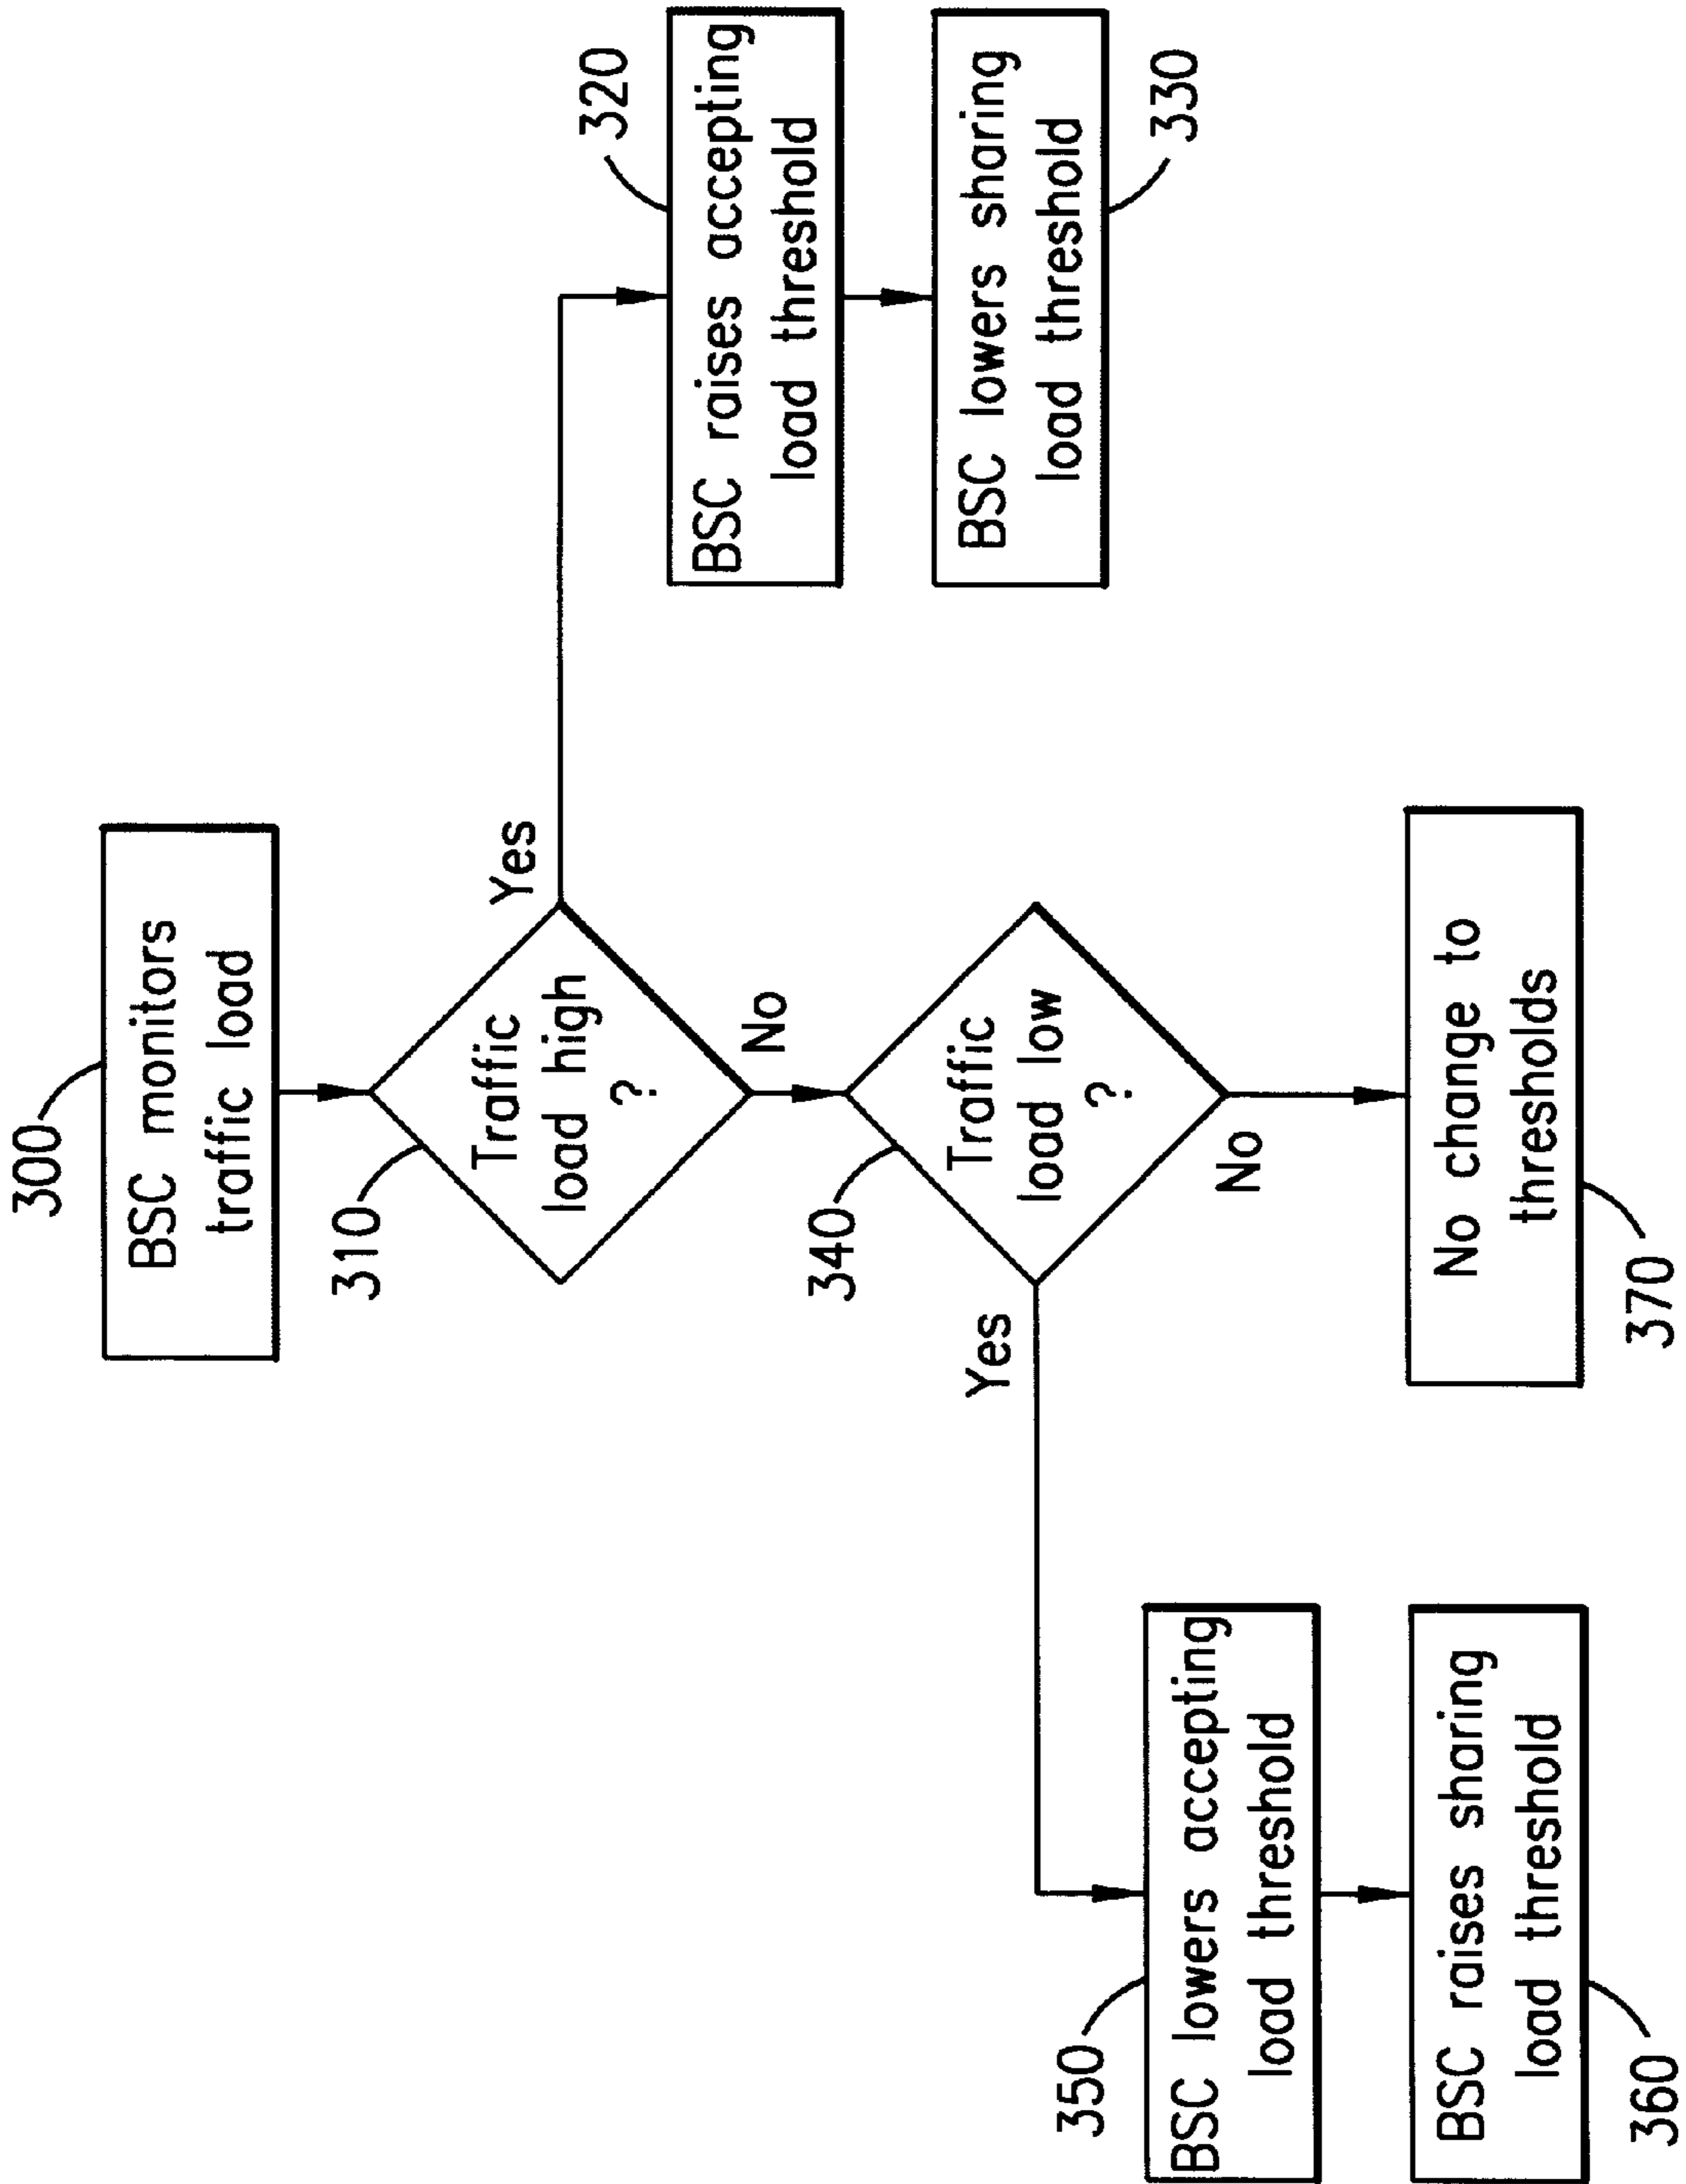 300
BSC monitors
traffic load
310
Traffic
load high
?
Yes
No
320
BSC raises accepting
load threshold
BSC lowers sharing
load threshold
330
340
Traffic
load low
?
Yes
No
350
BSC lowers accepting
load threshold
BSC raises sharing
load threshold
360
No change to
thresholds
370